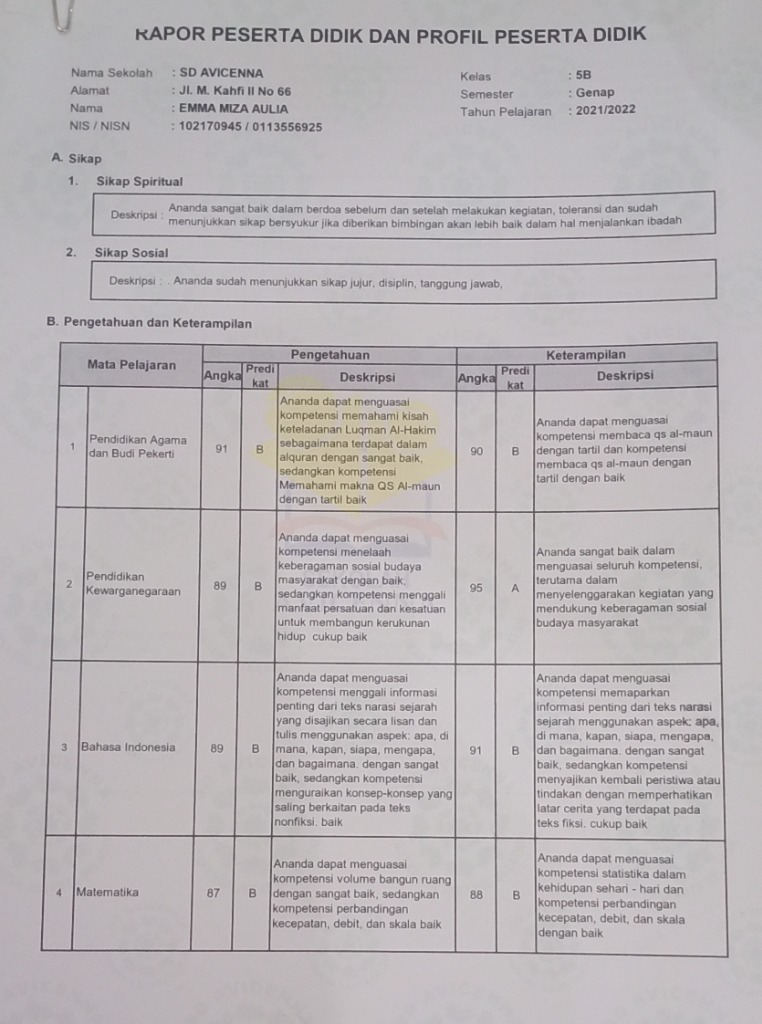 RAPOR PESERTA DIDIK DAN PROFIL PESERTA DIDIK
Nama Sekolah : SD AVICENNA
Alamat : Jl. M. Kahfi II No 66
Nama : EMMA MIZA AULIA
NIS / NISN : 102170945 / 0113556925
Kelas : 5B
Semester : Genap
Tahun Pelajaran : 2021/2022
A. Sikap
1. Sikap Spiritual
Deskripsi : Ananda sangat baik dalam berdoa sebelum dan setelah melakukan kegiatan, toleransi dan sudah
menunjukkan sikap bersyukur jika diberikan bimbingan akan lebih baik dalam hal menjalankan ibadah
2. Sikap Sosial
Deskripsi : . Ananda sudah menunjukkan sikap jujur, disiplin, tanggung jawab,
B. Pengetahuan dan Keterampilan
Mata Pelajaran
Pengetahuan
Keterampilan
Angka
Predi
kat
Deskripsi
Angka
Predi
kat
Deskripsi
1
Pendidikan Agama
dan Budi Pekerti
91
B
Ananda dapat menguasai
kompetensi memahami kisah
keteladanan Luqman Al-Hakim
sebagaimana terdapat dalam
alquran dengan sangat baik,
sedangkan kompetensi
Memahami makna QS Al-maun
dengan tartil baik
90
B
Ananda dapat menguasai
kompetensi membaca qs al-maun
dengan tartil dan kompetensi
membaca qs al-maun dengan
tartil dengan baik
2
Pendidikan
Kewarganegaraan
89
B
Ananda dapat menguasai
kompetensi menelaah
keberagaman sosial budaya
masyarakat dengan baik,
sedangkan kompetensi menggali
manfaat persatuan dan kesatuan
untuk membangun kerukunan
hidup cukup baik
95
A
Ananda sangat baik dalam
menguasai seluruh kompetensi,
terutama dalam
menyelenggarakan kegiatan yang
mendukung keberagaman sosial
budaya masyarakat
3
Bahasa Indonesia
89
B
Ananda dapat menguasai
kompetensi menggali informasi
penting dari teks narasi sejarah
yang disajikan secara lisan dan
tulis menggunakan aspek: apa, di
mana, kapan, siapa, mengapa,
dan bagaimana. dengan sangat
baik, sedangkan kompetensi
menguraikan konsep-konsep yang
saling berkaitan pada teks
nonfiksi. baik
91
B
Ananda dapat menguasai
kompetensi memaparkan
informasi penting dari teks narasi
sejarah menggunakan aspek: apa,
di mana, kapan, siapa, mengapa,
dan bagaimana. dengan sangat
baik, sedangkan kompetensi
menyajikan kembali peristiwa atau
tindakan dengan memperhatikan
latar cerita yang terdapat pada
teks fiksi. cukup baik
4
Matematika
87
B
Ananda dapat menguasai
kompetensi volume bangun ruang
dengan sangat baik, sedangkan
kompetensi perbandingan
kecepatan, debit, dan skala baik
88
B
Ananda dapat menguasai
kompetensi statistika dalam
kehidupan sehari - hari dan
kompetensi perbandingan
kecepatan, debit, dan skala
dengan baik